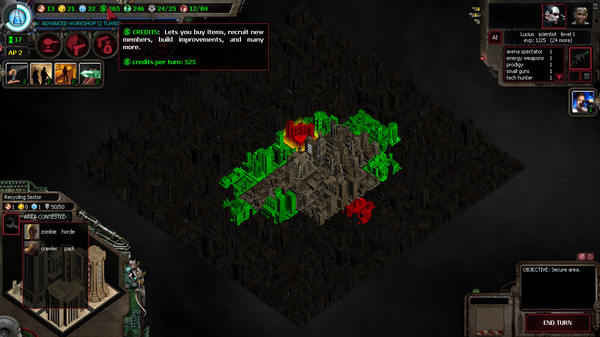 13 21 22 165 246 24/25 12/84
ADVANCED WORKSHOP (2 TURNS)
17
AP 2
CREDITS: Lets you buy items, recruit new
members, build improvements, and many
more.
credits per turn: 525
AI
Lucius scientist level 1
exp: 1/25 (24 more)
arena spectator 1
energy weapons 1
prodigy 1
small guns 1
tech hunter 1
Recycling Sector
1 0 1 50/50
AREA CONTESTED
zombie horde
crawler pack
OBJECTIVE: Secure area.
END TURN